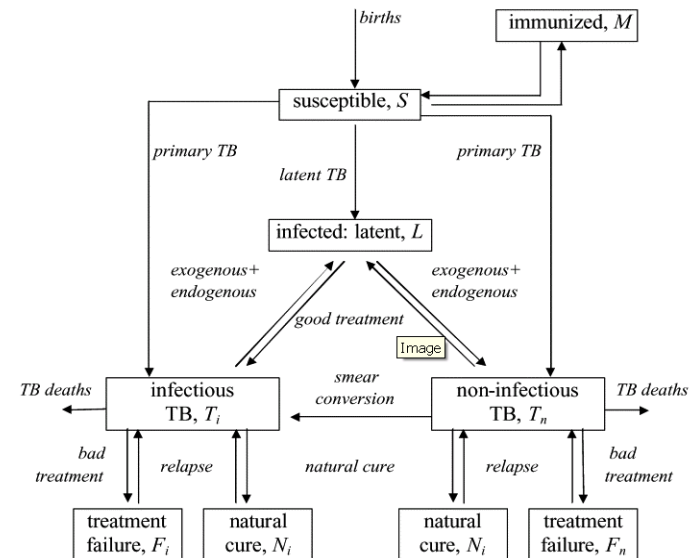 births
immunized, M
susceptible, S
primary TB
primary TB
latent TB
infected: latent, L
exogenous+
endogenous
exogenous+
endogenous
good treatment
Image
TB deaths
infectious
TB, Ti
smear
conversion
non-infectious
TB, Tn
TB deaths
bad
treatment
relapse
natural cure
relapse
bad
treatment
treatment
failure, Fi
natural
cure, Ni
natural
cure, Ni
treatment
failure, Fn